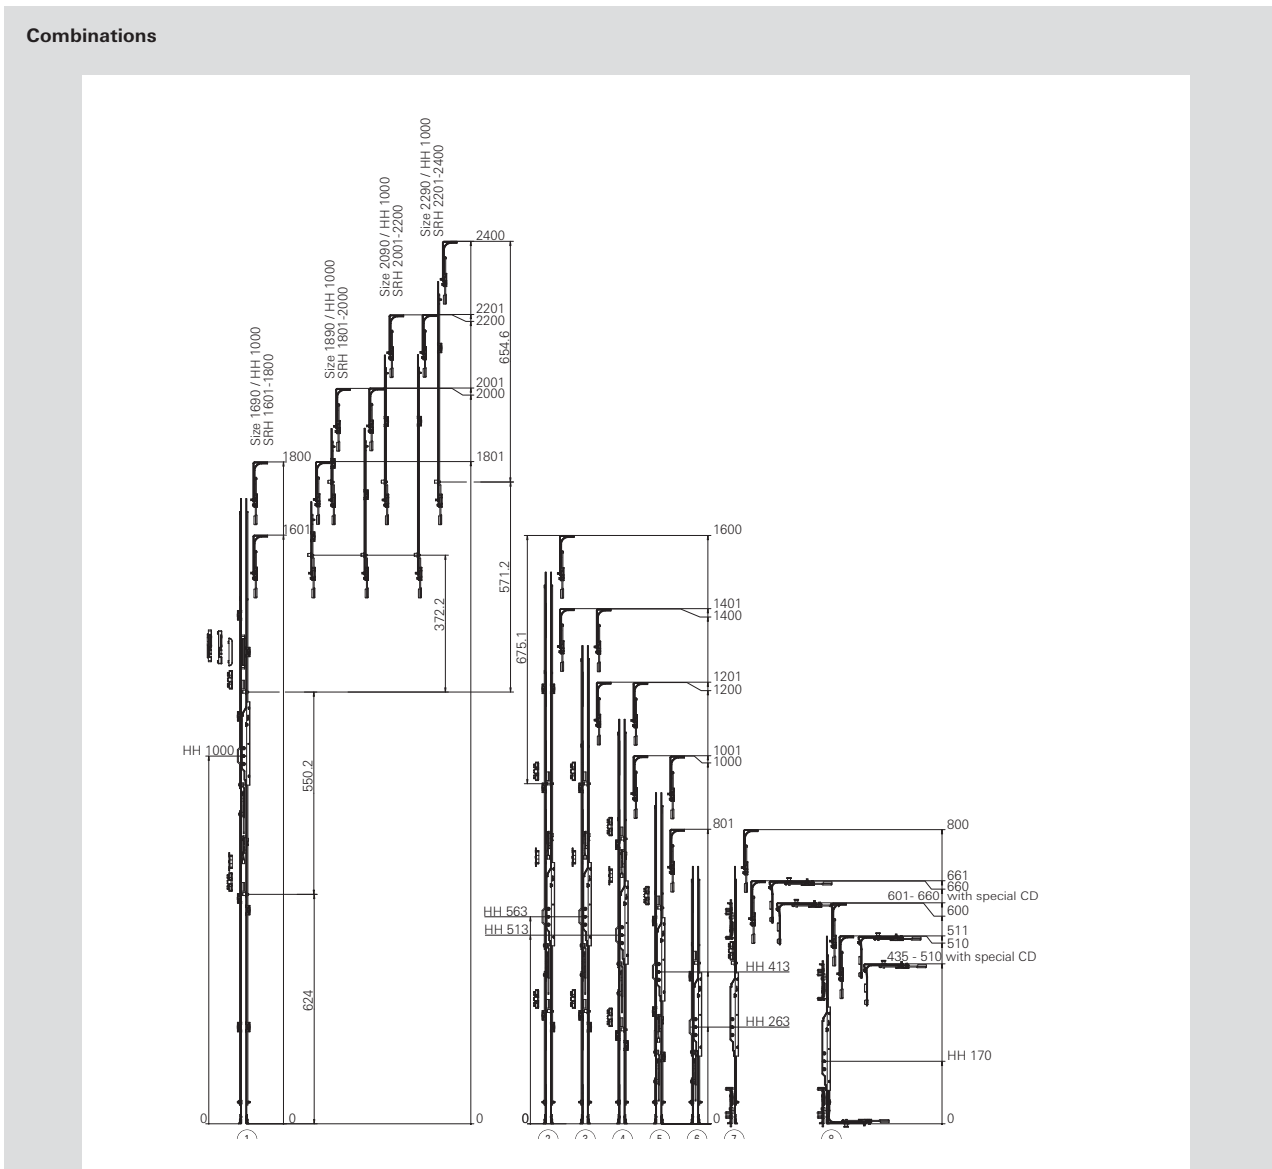 Combinations
Size 2290 / HH 1000
SRH 2201-2400
Size 2090 / HH 1000
SRH 2001-2200
Size 1890 / HH 1000
SRH 1801-2000
Size 1690 / HH 1000
SRH 1601-1800
2400
2201
2200
654.6
2001
2000
1800
1801
1601
1600
571.2
372.2
675.1
1401
1400
1201
1200
HH 1000
550.2
1001
1000
801
800
661
660
601- 660 with special CD
600
HH 563
HH 513
511
510
435 - 510 with special CD
HH 413
624
HH 263
HH 170
0
0
0
0
0
0
1
2
3
4
5
6
7
8